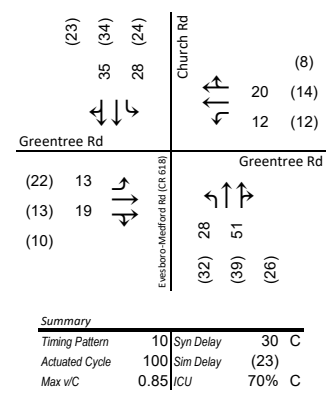 (23) (34) (24)
35 28
Church Rd
(8)
20 (14)
12 (12)
Greentree Rd
Greentree Rd
(22) 13
(13) 19
(10)
Evesboro-Medford Rd (CR 618)
28 51
(32) (39) (26)
Summary
Timing Pattern 10 Syn Delay 30 C
Actuated Cycle 100 Sim Delay (23)
Max v/C 0.85 ICU 70% C